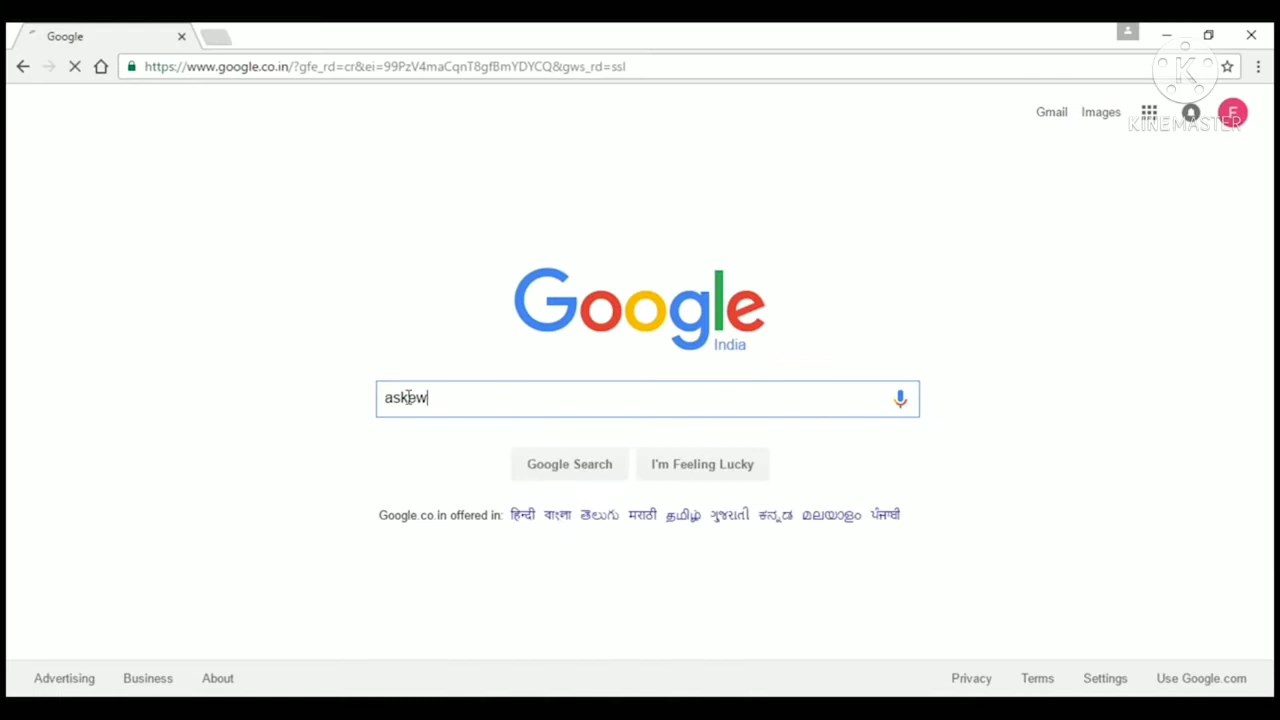 Google
https://www.google.co.in/?gfe_rd=cr&ei=99PzV4maCqnT8gfBmYDYCQ&gws_rd=ssl
K
KINEMASTER
Gmail Images F
Google
India
askew
Google Search I'm Feeling Lucky
Google.co.in offered in: हिन्दी বাংলা తెలుగు मराठी தமிழ் ગુજરાતી ಕನ್ನಡ മലയാളം ਪੰਜਾਬੀ
Advertising Business About Privacy Terms Settings Use Google.com